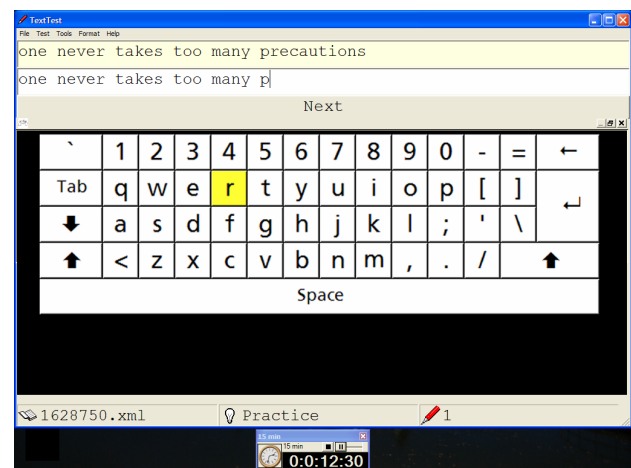 TextTest
File Test Tools Format Help
one never takes too many precautions
one never takes too many p
Next
` 1 2 3 4 5 6 7 8 9 0 - = ←
Tab q w e r t y u i o p [ ]
a s d f g h j k l ; ' \
< z x c v b n m , . /
Space
1628750.xml Practice 1
15 min
15 min
0:0:12:30